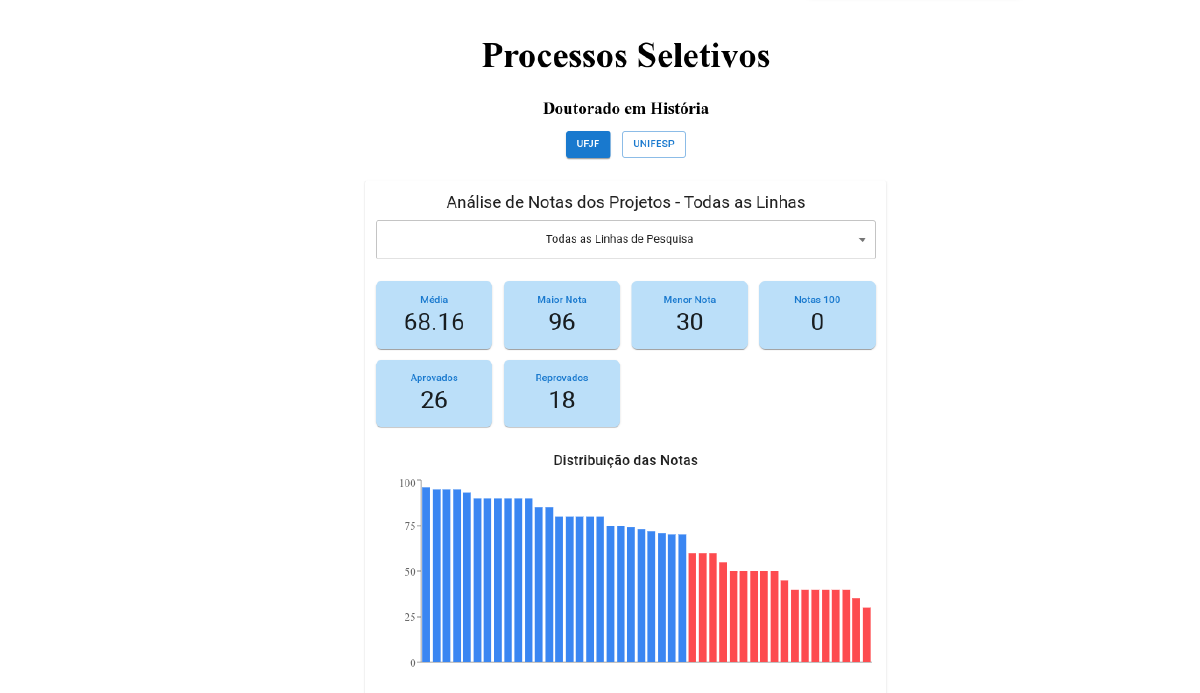 Processos Seletivos
Doutorado em História
UFJF UNIFESP
Análise de Notas dos Projetos - Todas as Linhas
Todas as Linhas de Pesquisa
Média Maior Nota Menor Nota Notas 100
68.16 96 30 0
Aprovados Reprovados
26 18
Distribuição das Notas
100
75
50
25
0